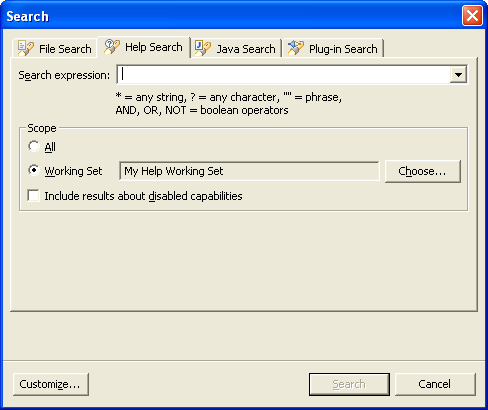 Search
File Search Help Search Java Search Plug-in Search
Search expression:
* = any string, ? = any character, "" = phrase,
AND, OR, NOT = boolean operators
Scope
All
Working Set My Help Working Set Choose...
Include results about disabled capabilities
Customize... Search Cancel